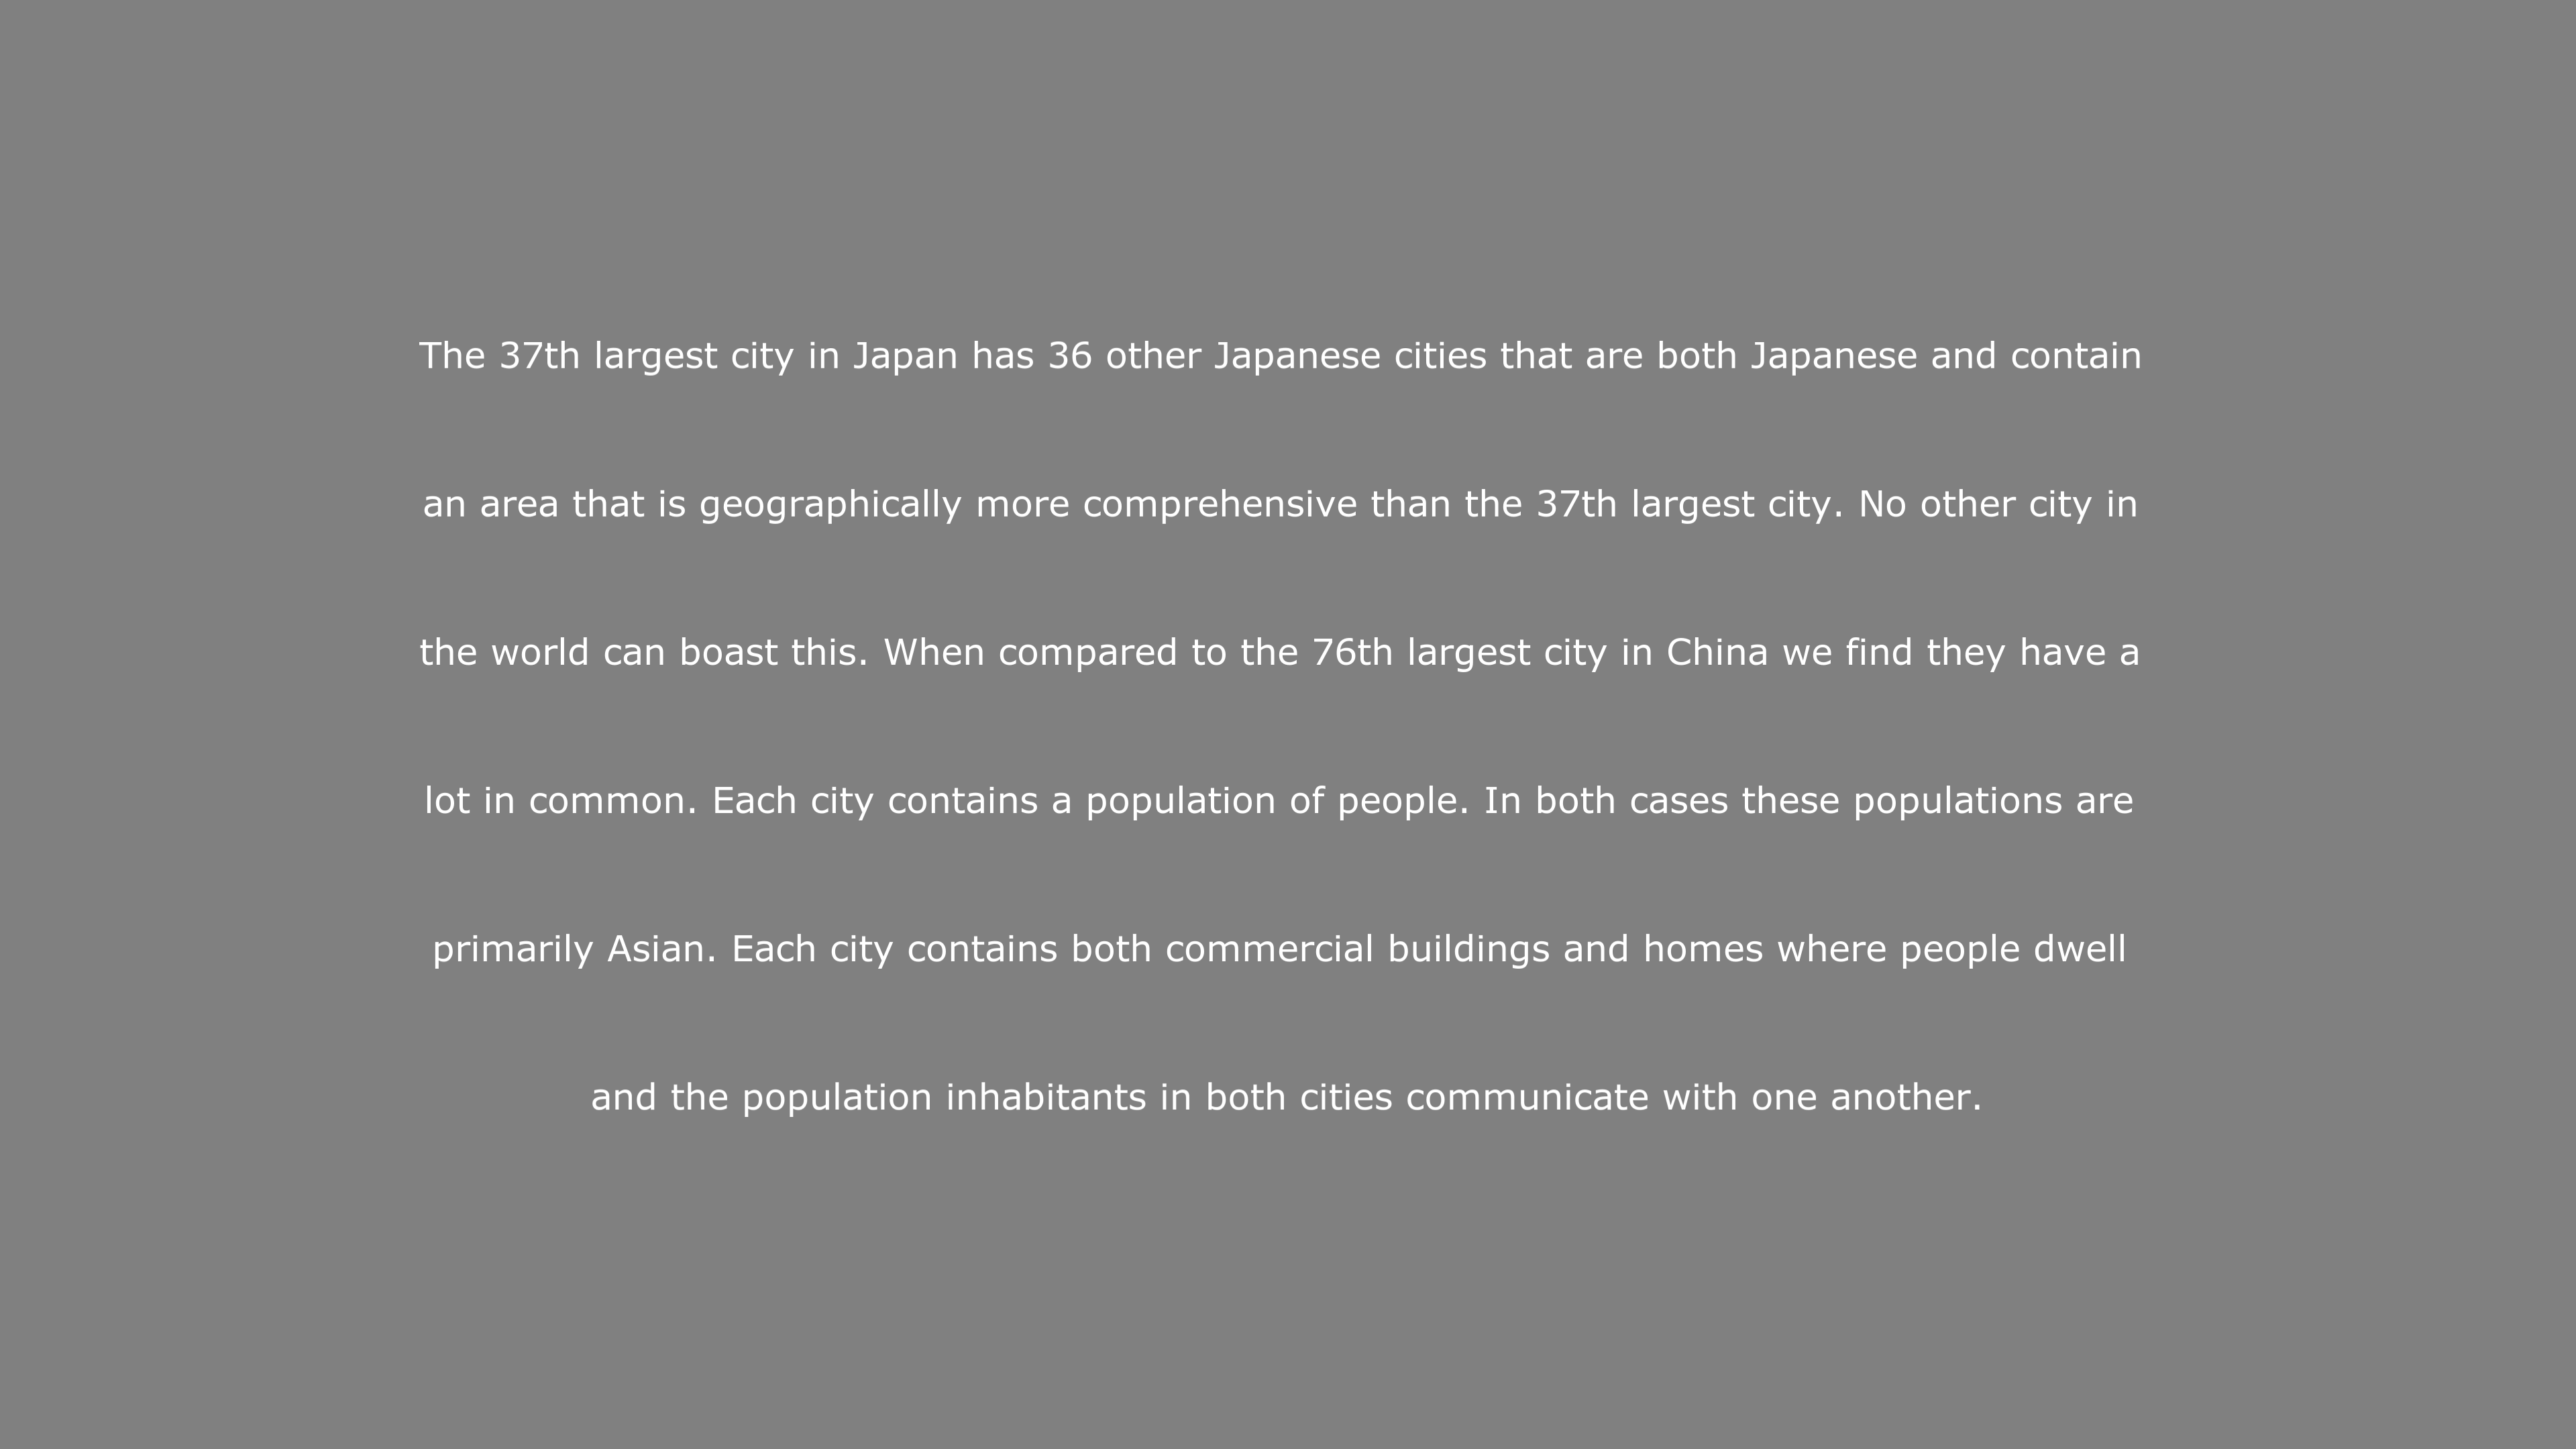 The 37th largest city in Japan has 36 other Japanese cities that are both Japanese and contain
an area that is geographically more comprehensive than the 37th largest city. No other city in
the world can boast this. When compared to the 76th largest city in China we find they have a
lot in common. Each city contains a population of people. In both cases these populations are
primarily Asian. Each city contains both commercial buildings and homes where people dwell
and the population inhabitants in both cities communicate with one another.